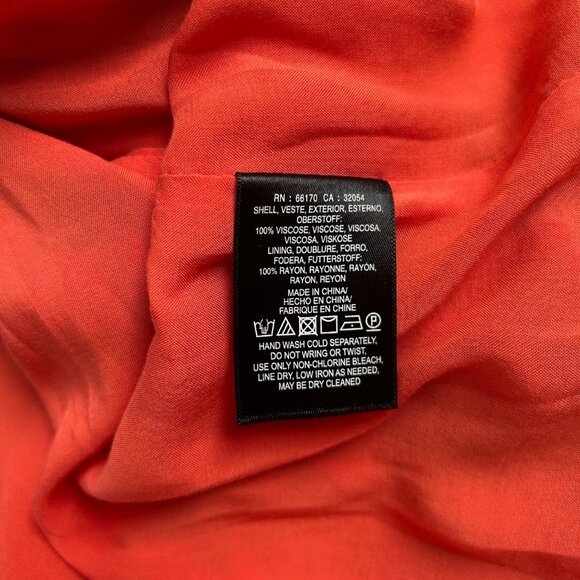 RN : 66170 CA : 32054
SHELL, VESTE, EXTERIOR, ESTERNO,
OBERSTOFF:
100% VISCOSE, VISCOSE, VISCOSA,
VISCOSA, VISKOSE
LINING, DOUBLURE, FORRO,
FODERA, FUTTERSTOFF:
100% RAYON, RAYONNE, RAYÓN,
RAYON, REYON
MADE IN CHINA/
HECHO EN CHINA/
FABRIQUE EN CHINE
HAND WASH COLD SEPARATELY,
DO NOT WRING OR TWIST,
USE ONLY NON-CHLORINE BLEACH,
LINE DRY, LOW IRON AS NEEDED,
MAY BE DRY CLEANED